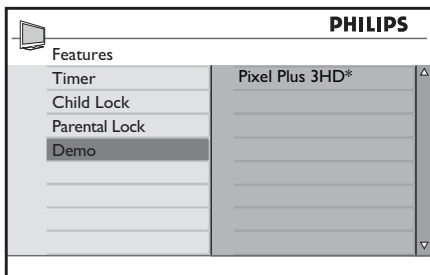 PHILIPS
Features
Timer
Pixel Plus 3HD*
Child Lock
Parental Lock
Demo